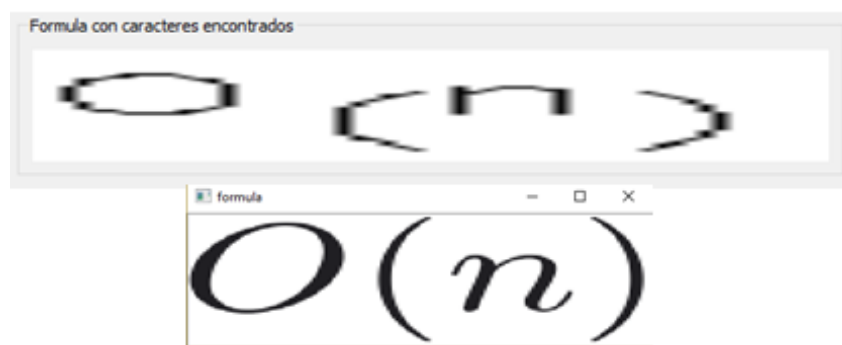 Formula con caracteres encontrados
O (n)
formula
O(n)